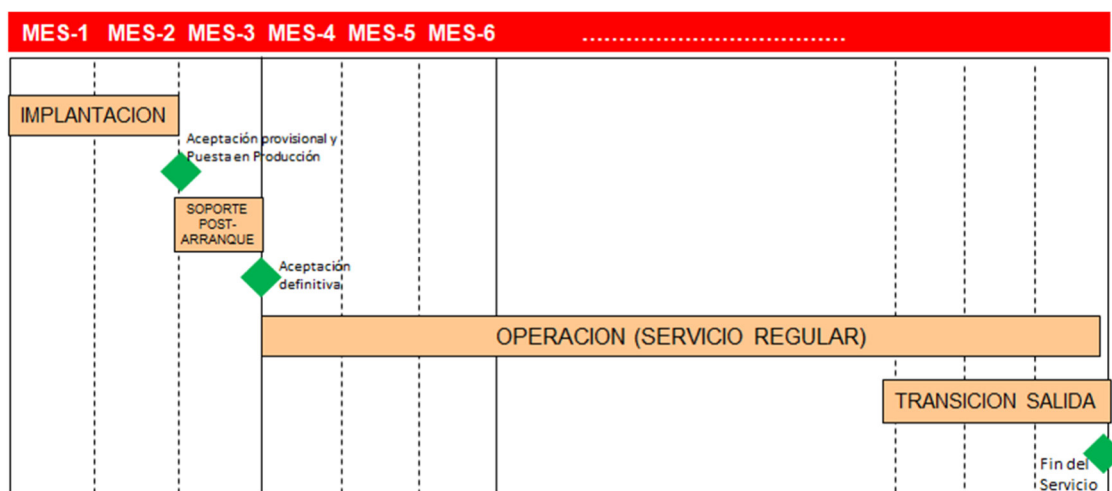 MES-1 MES-2 MES-3 MES-4 MES-5 MES-6 ....................................
IMPLANTACION
Aceptación provisional y
Puesta en Producción
SOPORTE
POST-
ARRANQUE
Aceptación
definitiva
OPERACION (SERVICIO REGULAR)
TRANSICION SALIDA
Fin del
Servicio